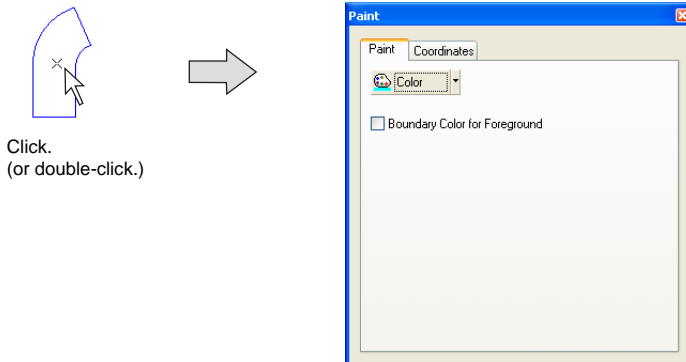 Paint
Paint Coordinates
Color
Boundary Color for Foreground
Click.
(or double-click.)